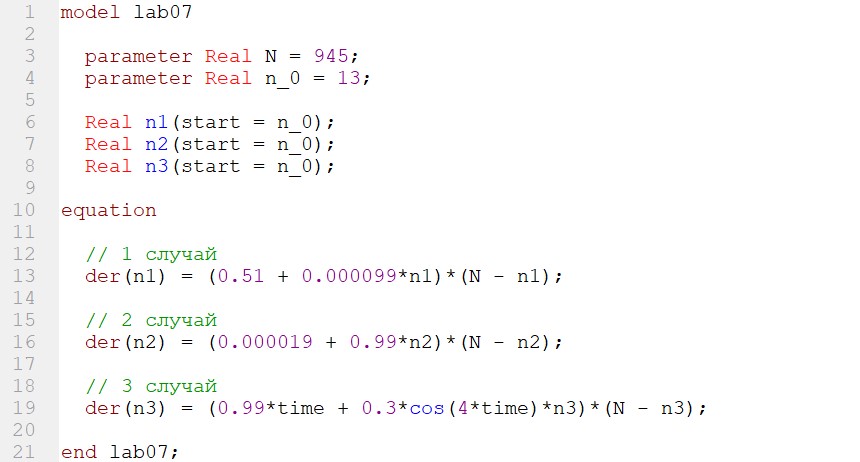 1 model lab07
2
3   parameter Real N = 945;
4   parameter Real n_0 = 13;
5
6   Real n1(start = n_0);
7   Real n2(start = n_0);
8   Real n3(start = n_0);
9
10 equation
11
12   // 1 случай
13   der(n1) = (0.51 + 0.000099*n1)*(N - n1);
14
15   // 2 случай
16   der(n2) = (0.000019 + 0.99*n2)*(N - n2);
17
18   // 3 случай
19   der(n3) = (0.99*time + 0.3*cos(4*time)*n3)*(N - n3);
20
21 end lab07;